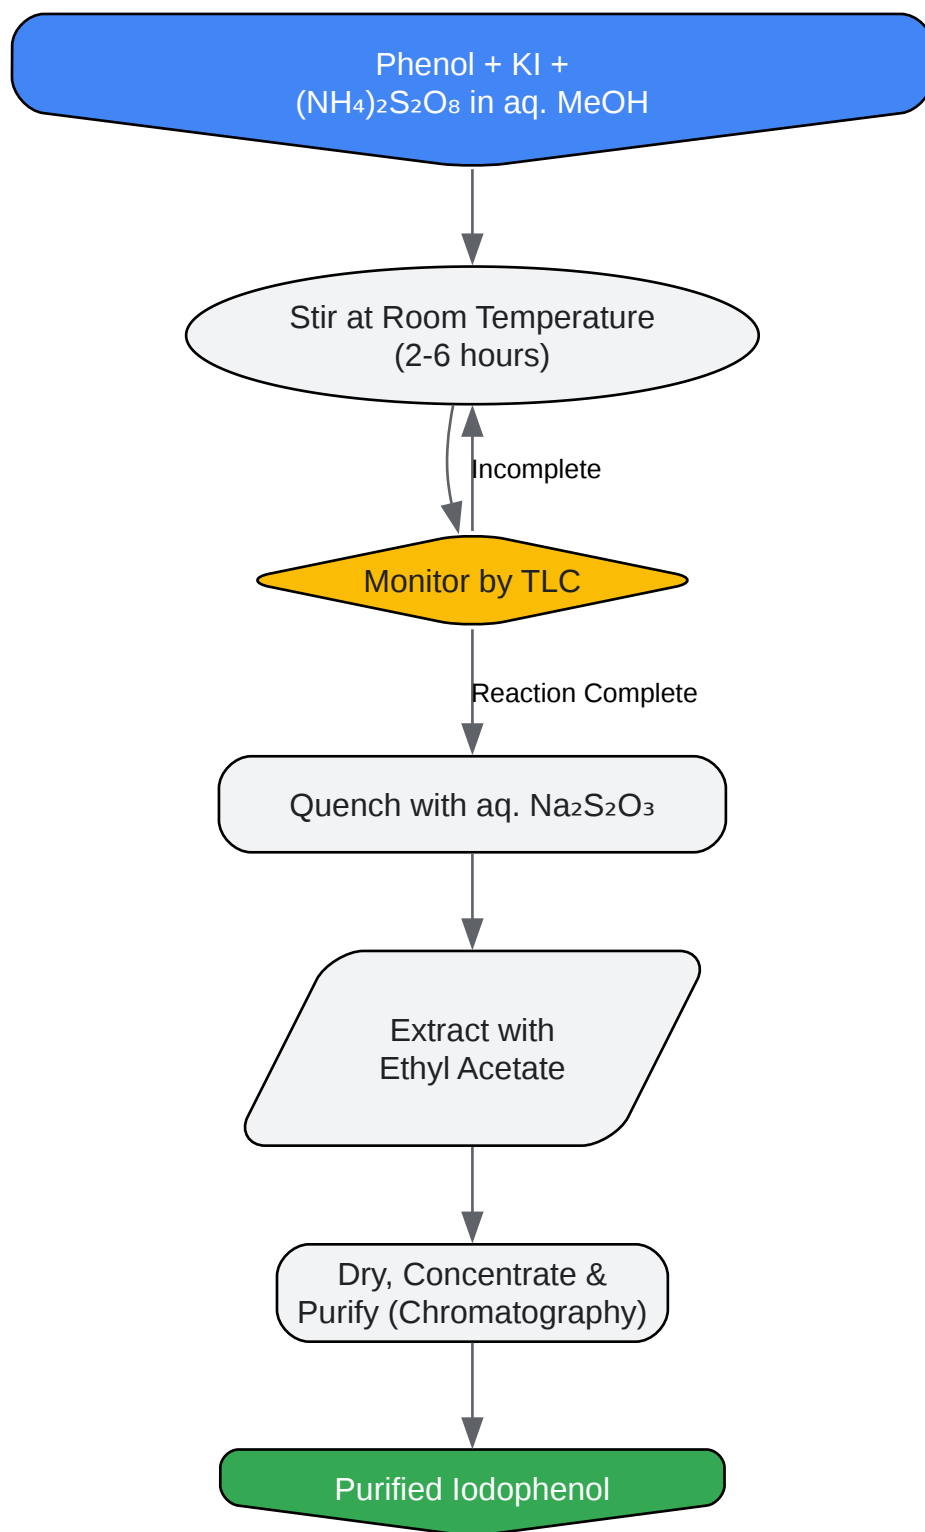 Phenol + KI +
(NH₄)₂S₂O₈ in aq. MeOH
Stir at Room Temperature
(2-6 hours)
Incomplete
Monitor by TLC
Reaction Complete
Quench with aq. Na₂S₂O₃
Extract with
Ethyl Acetate
Dry, Concentrate &
Purify (Chromatography)
Purified Iodophenol